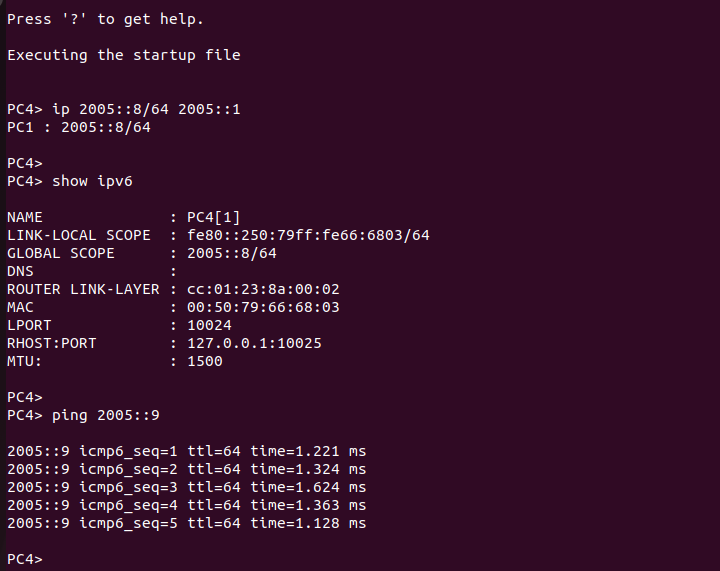 Press '?' to get help.
Executing the startup file
PC4> ip 2005::8/64 2005::1
PC1 : 2005::8/64
PC4>
PC4> show ipv6
NAME              : PC4[1]
LINK-LOCAL SCOPE  : fe80::250:79ff:fe66:6803/64
GLOBAL SCOPE      : 2005::8/64
DNS               :
ROUTER LINK-LAYER : cc:01:23:8a:00:02
MAC               : 00:50:79:66:68:03
LPORT             : 10024
RHOST:PORT        : 127.0.0.1:10025
MTU:              : 1500
PC4>
PC4> ping 2005::9
2005::9 icmp6_seq=1 ttl=64 time=1.221 ms
2005::9 icmp6_seq=2 ttl=64 time=1.324 ms
2005::9 icmp6_seq=3 ttl=64 time=1.624 ms
2005::9 icmp6_seq=4 ttl=64 time=1.363 ms
2005::9 icmp6_seq=5 ttl=64 time=1.128 ms
PC4>